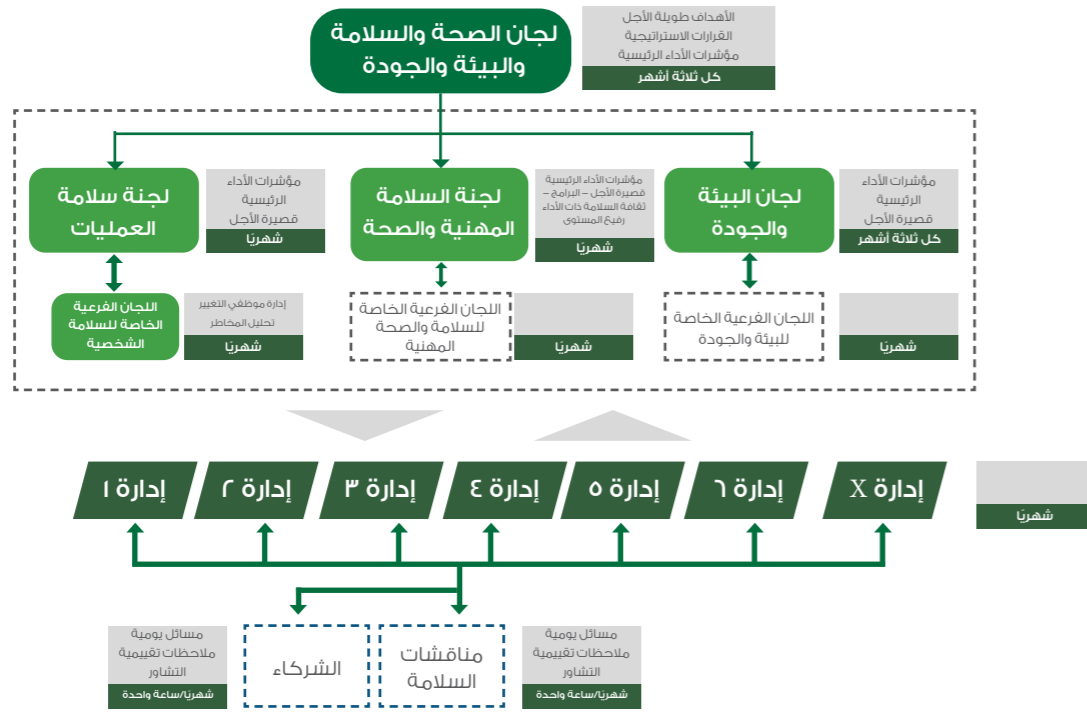 لجان الصحة والسلامة
والبيئة والجودة
الأهداف طويلة الأجل
القرارات الاستراتيجية
مؤشرات الأداء الرئيسية
كل ثلاثة أشهر
لجان البيئة
والجودة
مؤشرات الأداء
الرئيسية
قصيرة الأجل
كل ثلاثة أشهر
لجنة السلامة
المهنية والصحة
مؤشرات الأداء الرئيسية
قصيرة الأجل – البرامج –
ثقافة السلامة ذات الأداء
رفيع المستوى
شهريًا
لجنة سلامة
العمليات
مؤشرات الأداء
الرئيسية
قصيرة الأجل
شهريًا
اللجان الفرعية الخاصة
للبيئة والجودة
شهريًا
اللجان الفرعية الخاصة
للسلامة والصحة
المهنية
شهريًا
اللجان الفرعية
الخاصة للسلامة
الشخصية
إدارة موظفي التغيير
تحليل المخاطر
شهريًا
إدارة ١
إدارة ٢
إدارة ٣
إدارة ٤
إدارة ٥
إدارة ٦
إدارة X
شهريًا
مناقشات
السلامة
مسائل يومية
ملاحظات تقييمية
التشاور
شهريًا/ساعة واحدة
الشركاء
مسائل يومية
ملاحظات تقييمية
التشاور
شهريًا/ساعة واحدة